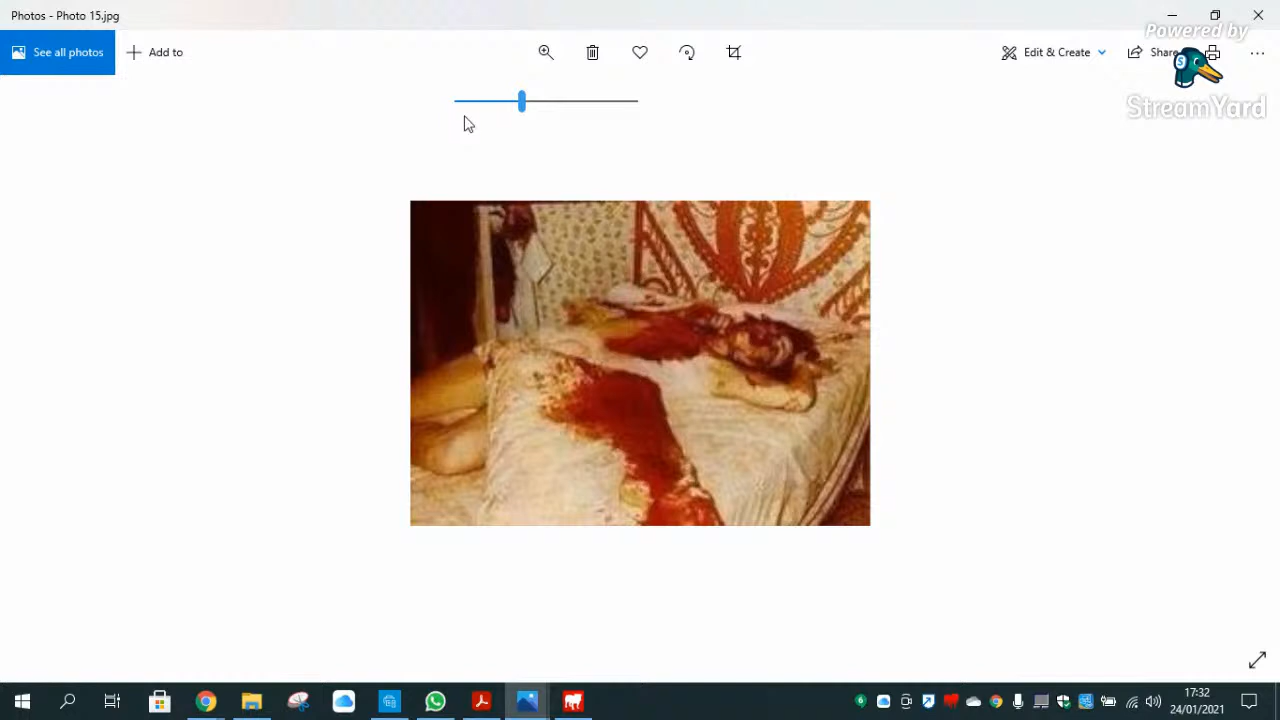 Photos - Photo 15.jpg
Powered by
See all photos
Add to
Edit & Create
Share
StreamYard
S
6
17:32
24/01/2021